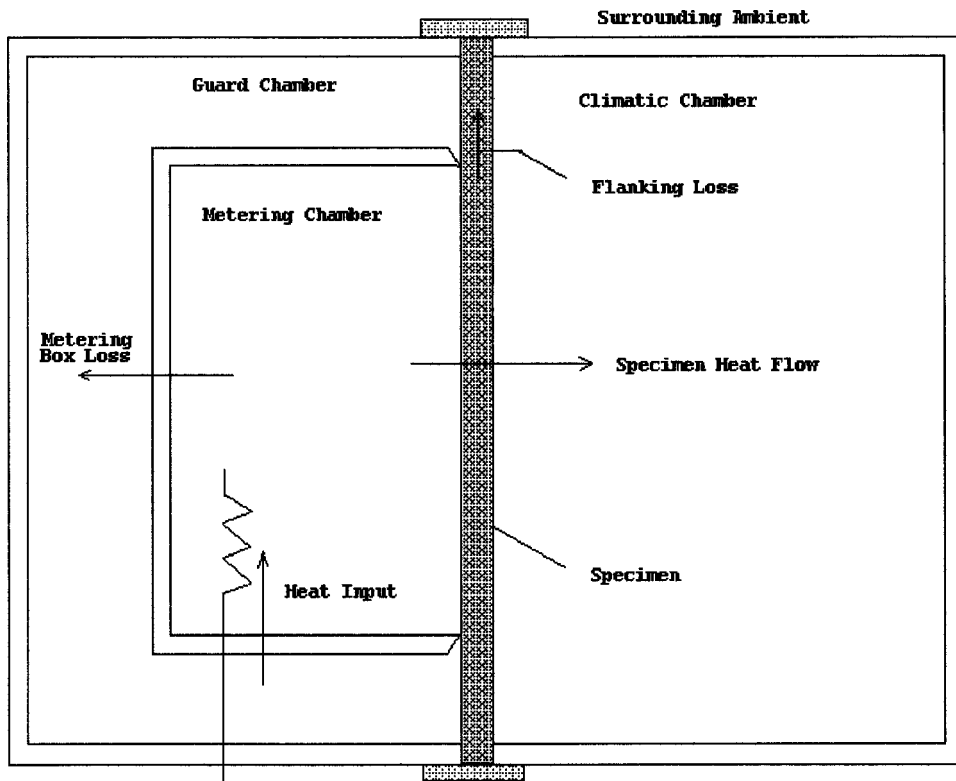 Surrounding Ambient
Guard Chamber
Climatic Chamber
Flanking Loss
Metering Chamber
Metering
Box Loss
Specimen Heat Flow
Specimen
Heat Input